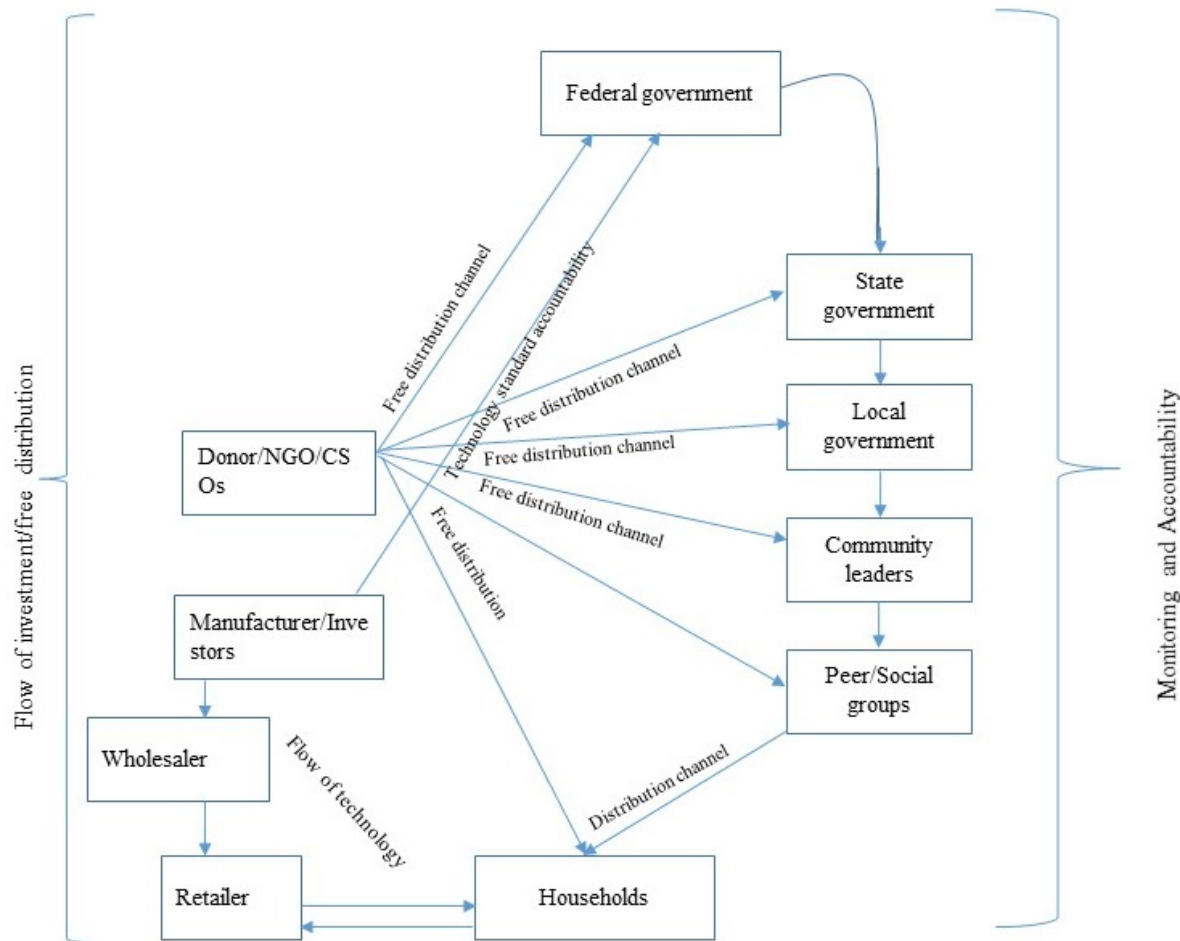 Federal government
State
government
Free distribution channel
Technology standard accountability
Free distribution channel
Local
government
Free distribution channel
Donor/NGO/CS
Os
Free distribution channel
Community
leaders
Free distribution
Manufacturer/Inve
stors
Peer/Social
groups
Wholesaler
Flow of technology
Distribution channel
Retailer
Households
Flow of investment/free distribution
Monitoring and Accountability